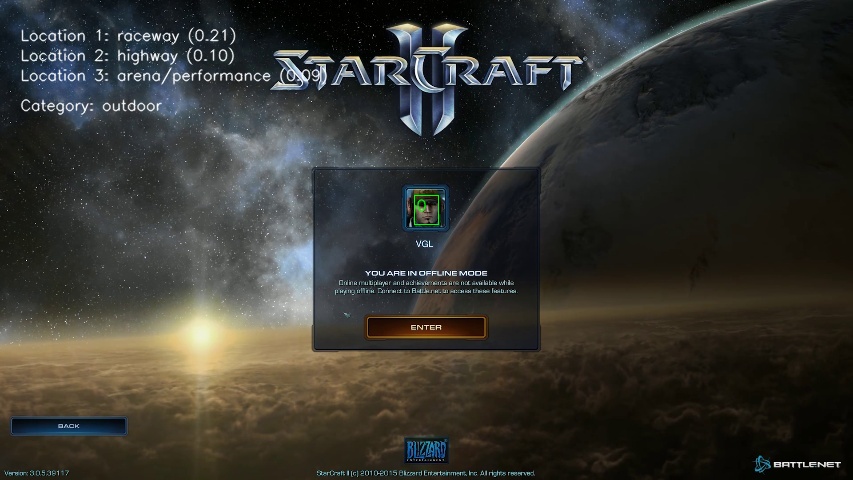 Location 1: raceway (0.21)
Location 2: highway (0.10)
Location 3: arena/performance (0.09)
Category: outdoor
STARCRAFT
II
VGL
YOU ARE IN OFFLINE MODE
Online multiplayer and achievements are not available while
playing offline. Connect to Battle.net to access these features.
ENTER
BACK
BLIZZARD
ENTERTAINMENT
Version: 3.0.5.39117
StarCraft II (c) 2010-2015 Blizzard Entertainment, Inc. All rights reserved.
BATTLE.NET